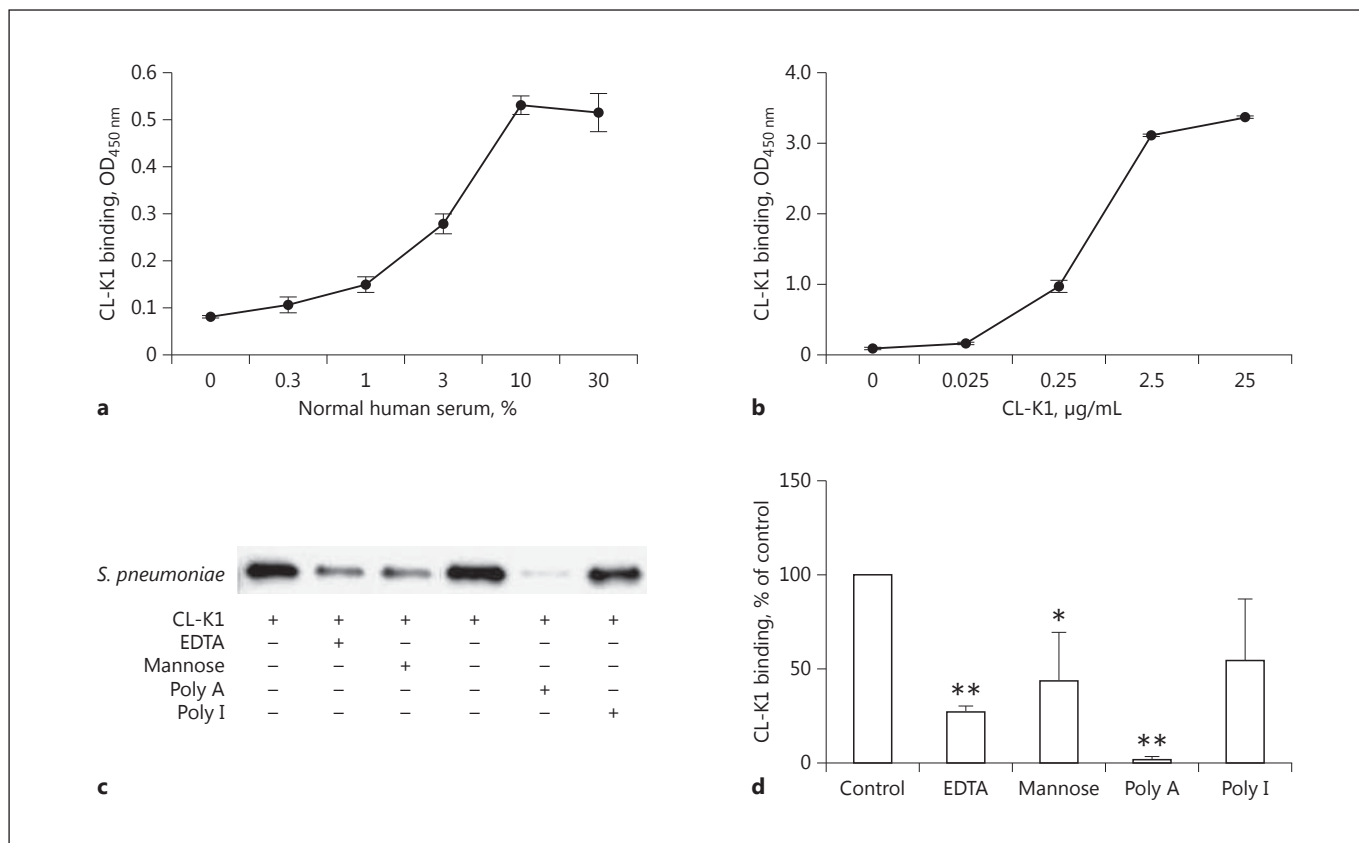 CL-K1 binding, OD450 nm
0.6
0.5
0.4
0.3
0.2
0.1
0
0 0.3 1 3 10 30
Normal human serum, %
a
CL-K1 binding, OD450 nm
4.0
3.0
2.0
1.0
0
0 0.025 0.25 2.5 25
CL-K1, µg/mL
b
S. pneumoniae
CL-K1 + + + + + +
EDTA – + – – – –
Mannose – – + – – –
Poly A – – – – + –
Poly I – – – – – +
c
CL-K1 binding, % of control
150
100
50
0
** * **
Control EDTA Mannose Poly A Poly I
d